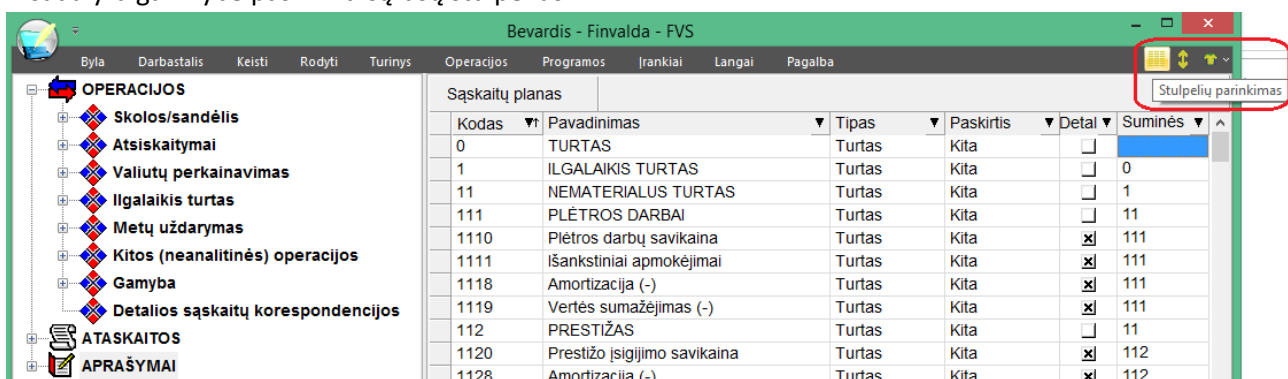 Bevardis - Finvalda - FVS
Byla Darbastalis Keisti Rodyti Turinys Operacijos Programos Įrankiai Langai Pagalba
Stulpelių parinkimas
OPERACIJOS
Skolos/sandėlis
Atsiskaitymai
Valiutų perkainavimas
Ilgalaikis turtas
Metų uždarymas
Kitos (neanalitinės) operacijos
Gamyba
Detalios sąskaitų korespondencijos
ATASKAITOS
APRAŠYMAI
Sąskaitų planas
Kodas Pavadinimas Tipas Paskirtis Detal Suminės
0 TURTAS Turtas Kita
1 ILGALAIKIS TURTAS Turtas Kita 0
11 NEMATERIALUS TURTAS Turtas Kita 1
111 PLĖTROS DARBAI Turtas Kita 11
1110 Plėtros darbų savikaina Turtas Kita 111
1111 Išankstiniai apmokėjimai Turtas Kita 111
1118 Amortizacija (-) Turtas Kita 111
1119 Vertės sumažėjimas (-) Turtas Kita 111
112 PRESTIŽAS Turtas Kita 11
1120 Prestižo įsigijimo savikaina Turtas Kita 112
1128 Amortizacija (-) Turtas Kita 112